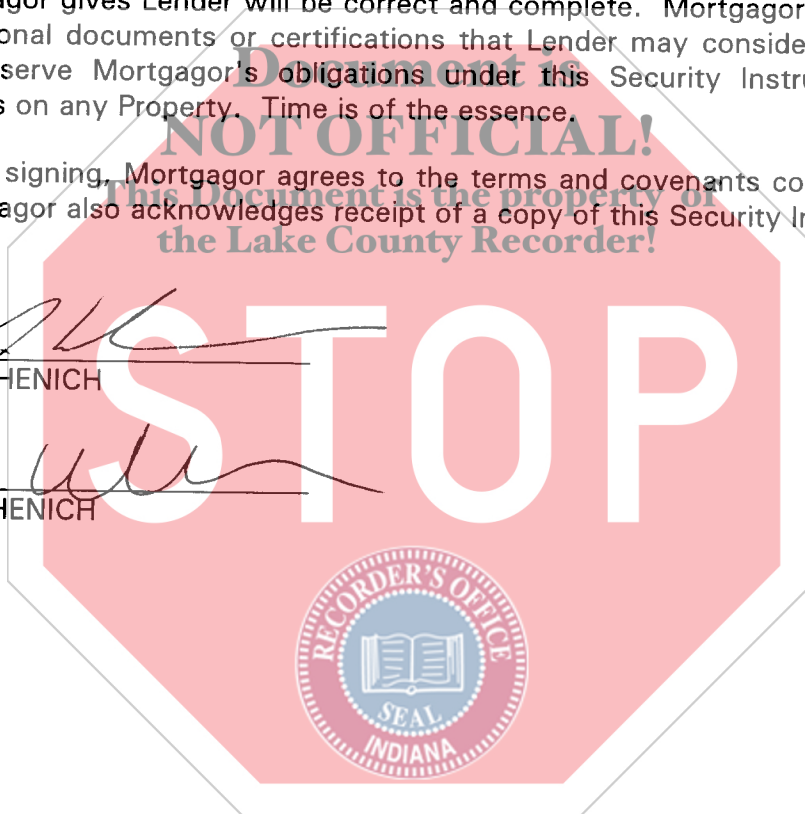 agor gives Lender will be correct and complete. Mortgagor
onal documents or certifications that Lender may conside
serve Mortgagor's obligations under this Security Instru
s on any Property. Time is of the essence.
signing, Mortgagor agrees to the terms and covenants co
agor also acknowledges receipt of a copy of this Security In
Document is
NOT OFFICIAL!
This Document is the property of
the Lake County Recorder!
HENICH
HENICH
STOP
RECORDER'S OFFICE
SEAL
INDIANA